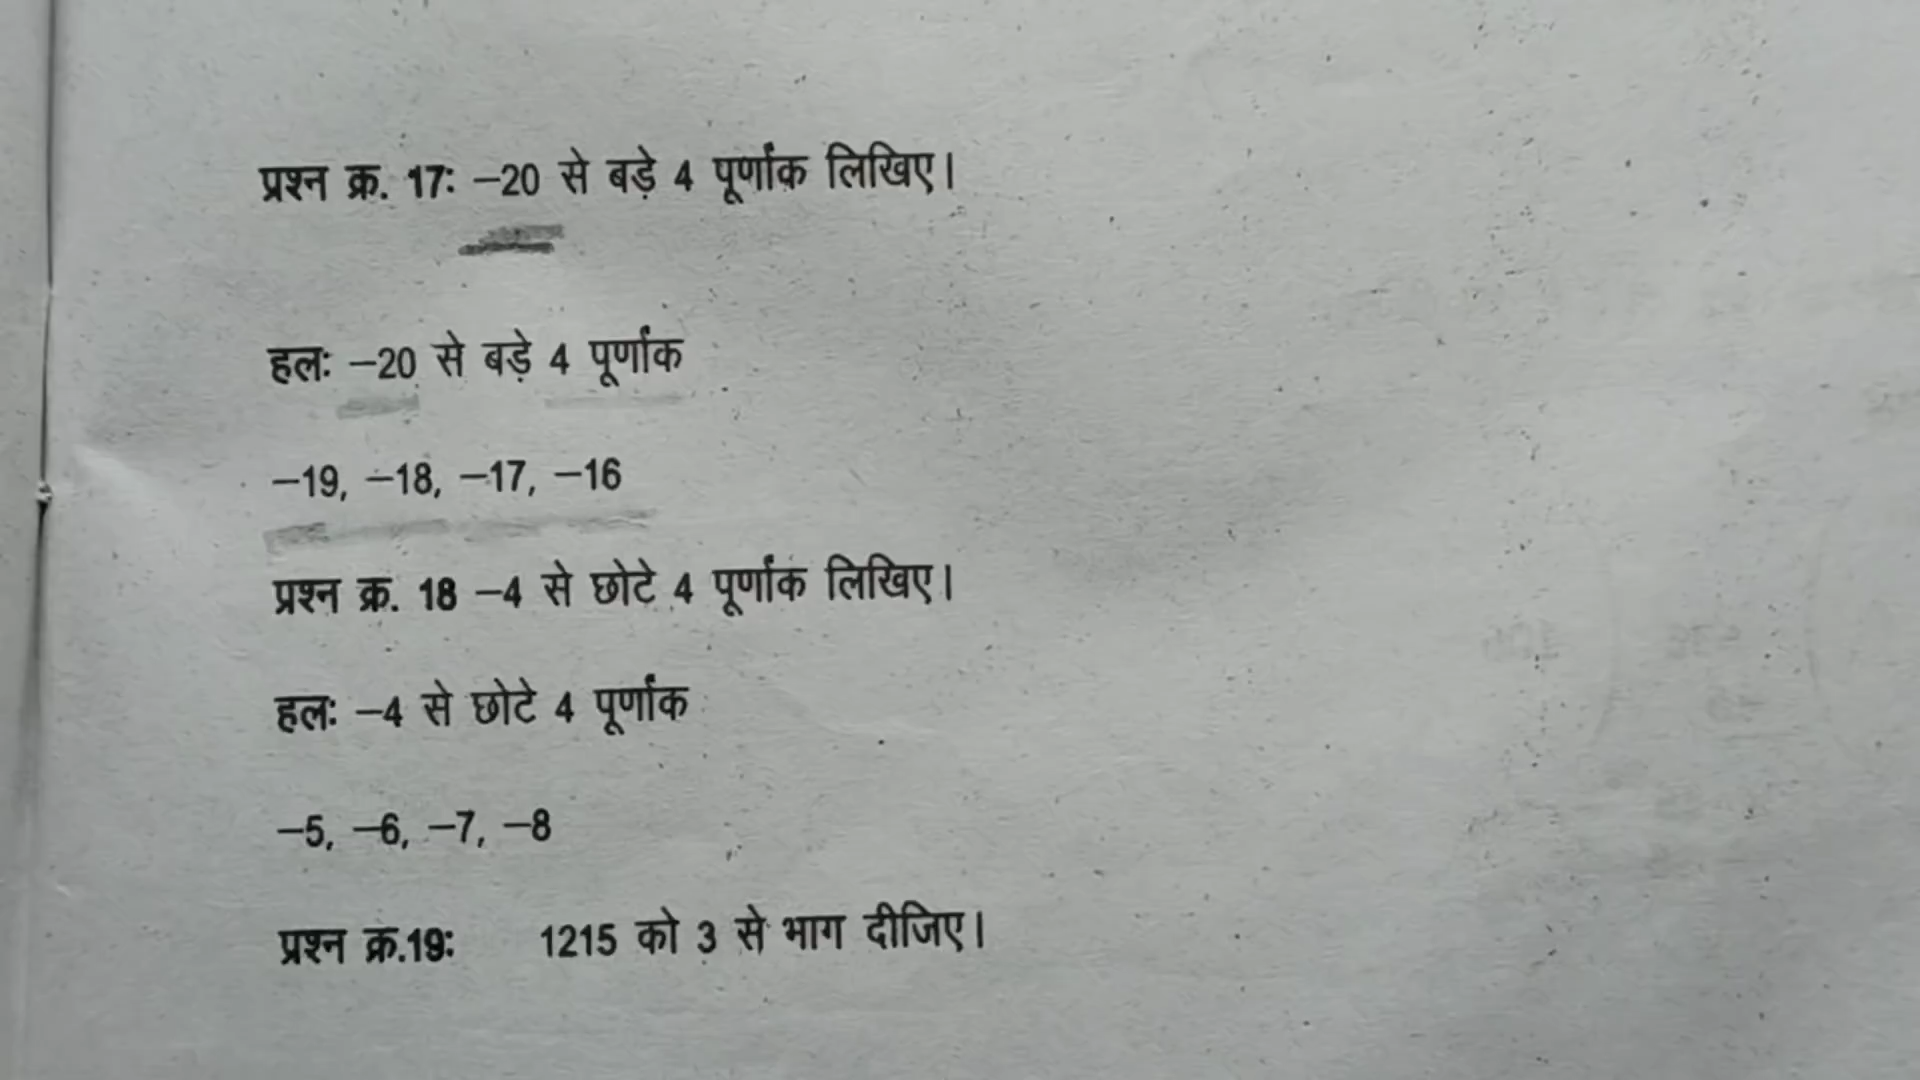 प्रश्न क्र. 17: –20 से बड़े 4 पूर्णांक लिखिए।
हल: –20 से बड़े 4 पूर्णांक
–19, –18, –17, –16
प्रश्न क्र. 18 –4 से छोटे 4 पूर्णांक लिखिए।
हल: –4 से छोटे 4 पूर्णांक
–5, –6, –7, –8
प्रश्न क्र.19: 1215 को 3 से भाग दीजिए।